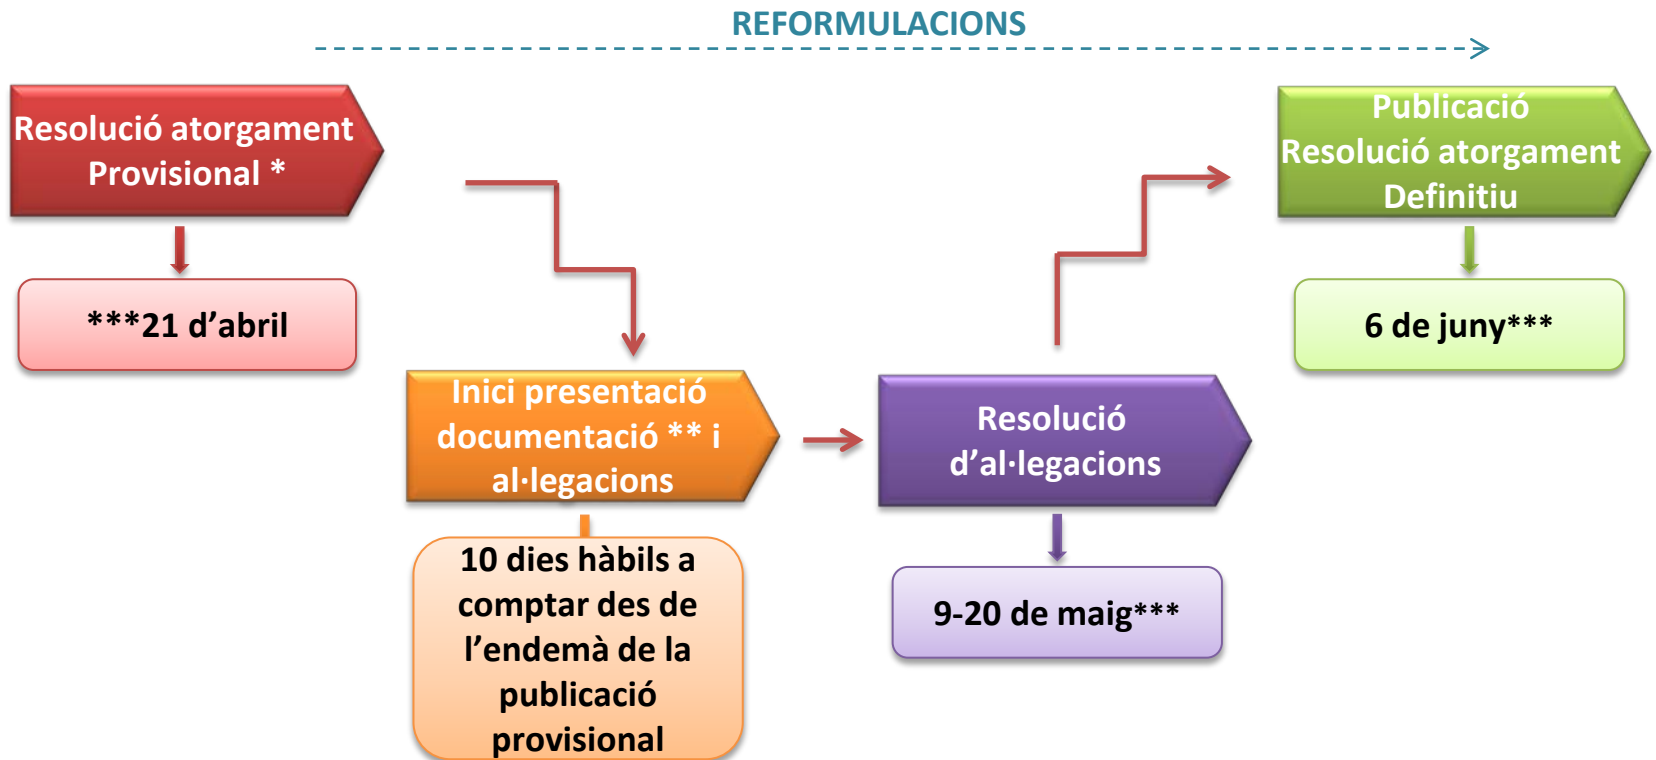 REFORMULACIONS
Resolució atorgament
Provisional *
***21 d’abril
Inici presentació
documentació ** i
al·legacions
10 dies hàbils a
comptar des de
l’endemà de la
publicació
provisional
Resolució
d’al·legacions
9-20 de maig***
Publicació
Resolució atorgament
Definitiu
6 de juny***